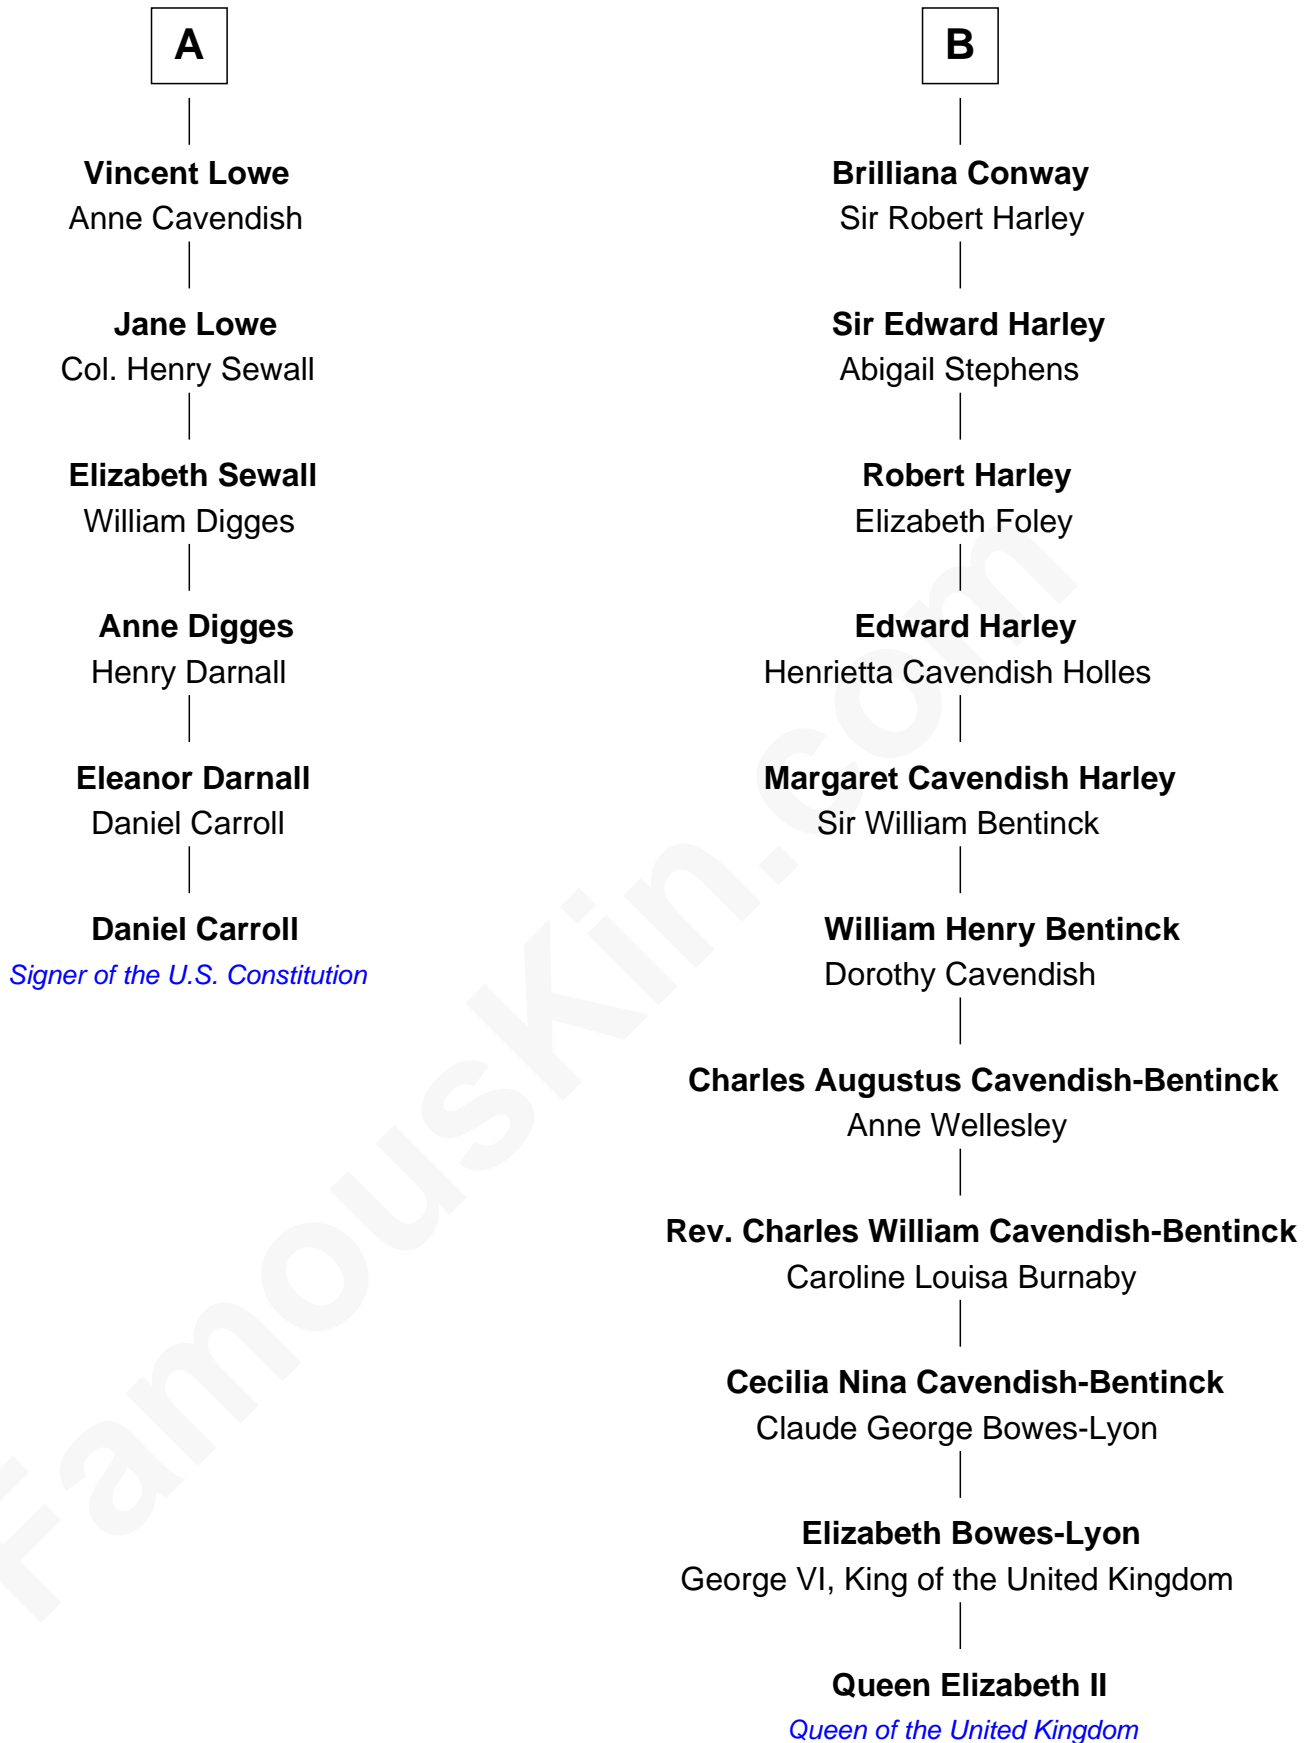 A
Vincent Lowe
Anne Cavendish
Jane Lowe
Col. Henry Sewall
Elizabeth Sewall
William Digges
Anne Digges
Henry Darnall
Eleanor Darnall
Daniel Carroll
Daniel Carroll
Signer of the U.S. Constitution
B
Brilliana Conway
Sir Robert Harley
Sir Edward Harley
Abigail Stephens
Robert Harley
Elizabeth Foley
Edward Harley
Henrietta Cavendish Holles
Margaret Cavendish Harley
Sir William Bentinck
William Henry Bentinck
Dorothy Cavendish
Charles Augustus Cavendish-Bentinck
Anne Wellesley
Rev. Charles William Cavendish-Bentinck
Caroline Louisa Burnaby
Cecilia Nina Cavendish-Bentinck
Claude George Bowes-Lyon
Elizabeth Bowes-Lyon
George VI, King of the United Kingdom
Queen Elizabeth II
Queen of the United Kingdom
FamousKin.com